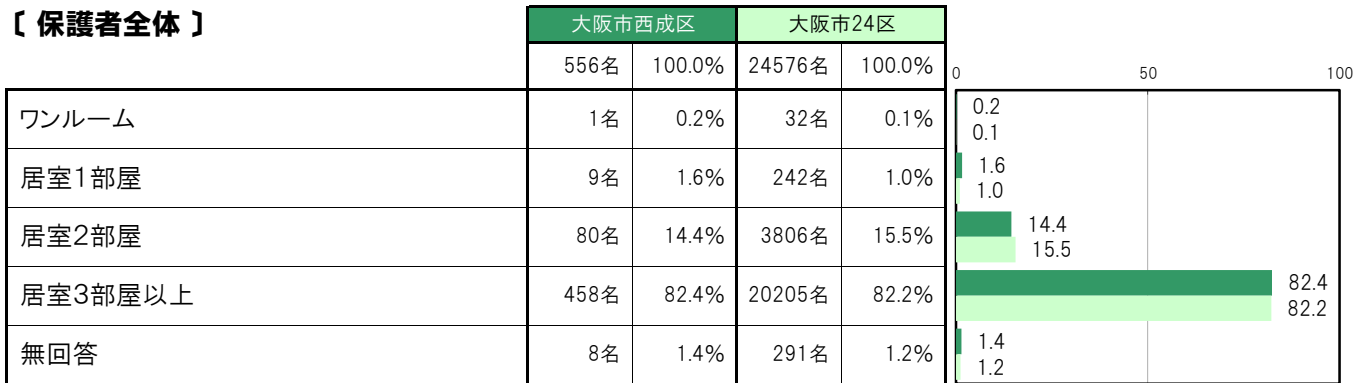 〔 保護者全体 〕
大阪市西成区 大阪市24区
556名 100.0% 24576名 100.0%
0 50 100
ワンルーム 1名 0.2% 32名 0.1%
0.2
0.1
居室1部屋 9名 1.6% 242名 1.0%
1.6
1.0
居室2部屋 80名 14.4% 3806名 15.5%
14.4
15.5
居室3部屋以上 458名 82.4% 20205名 82.2%
82.4
82.2
無回答 8名 1.4% 291名 1.2%
1.4
1.2